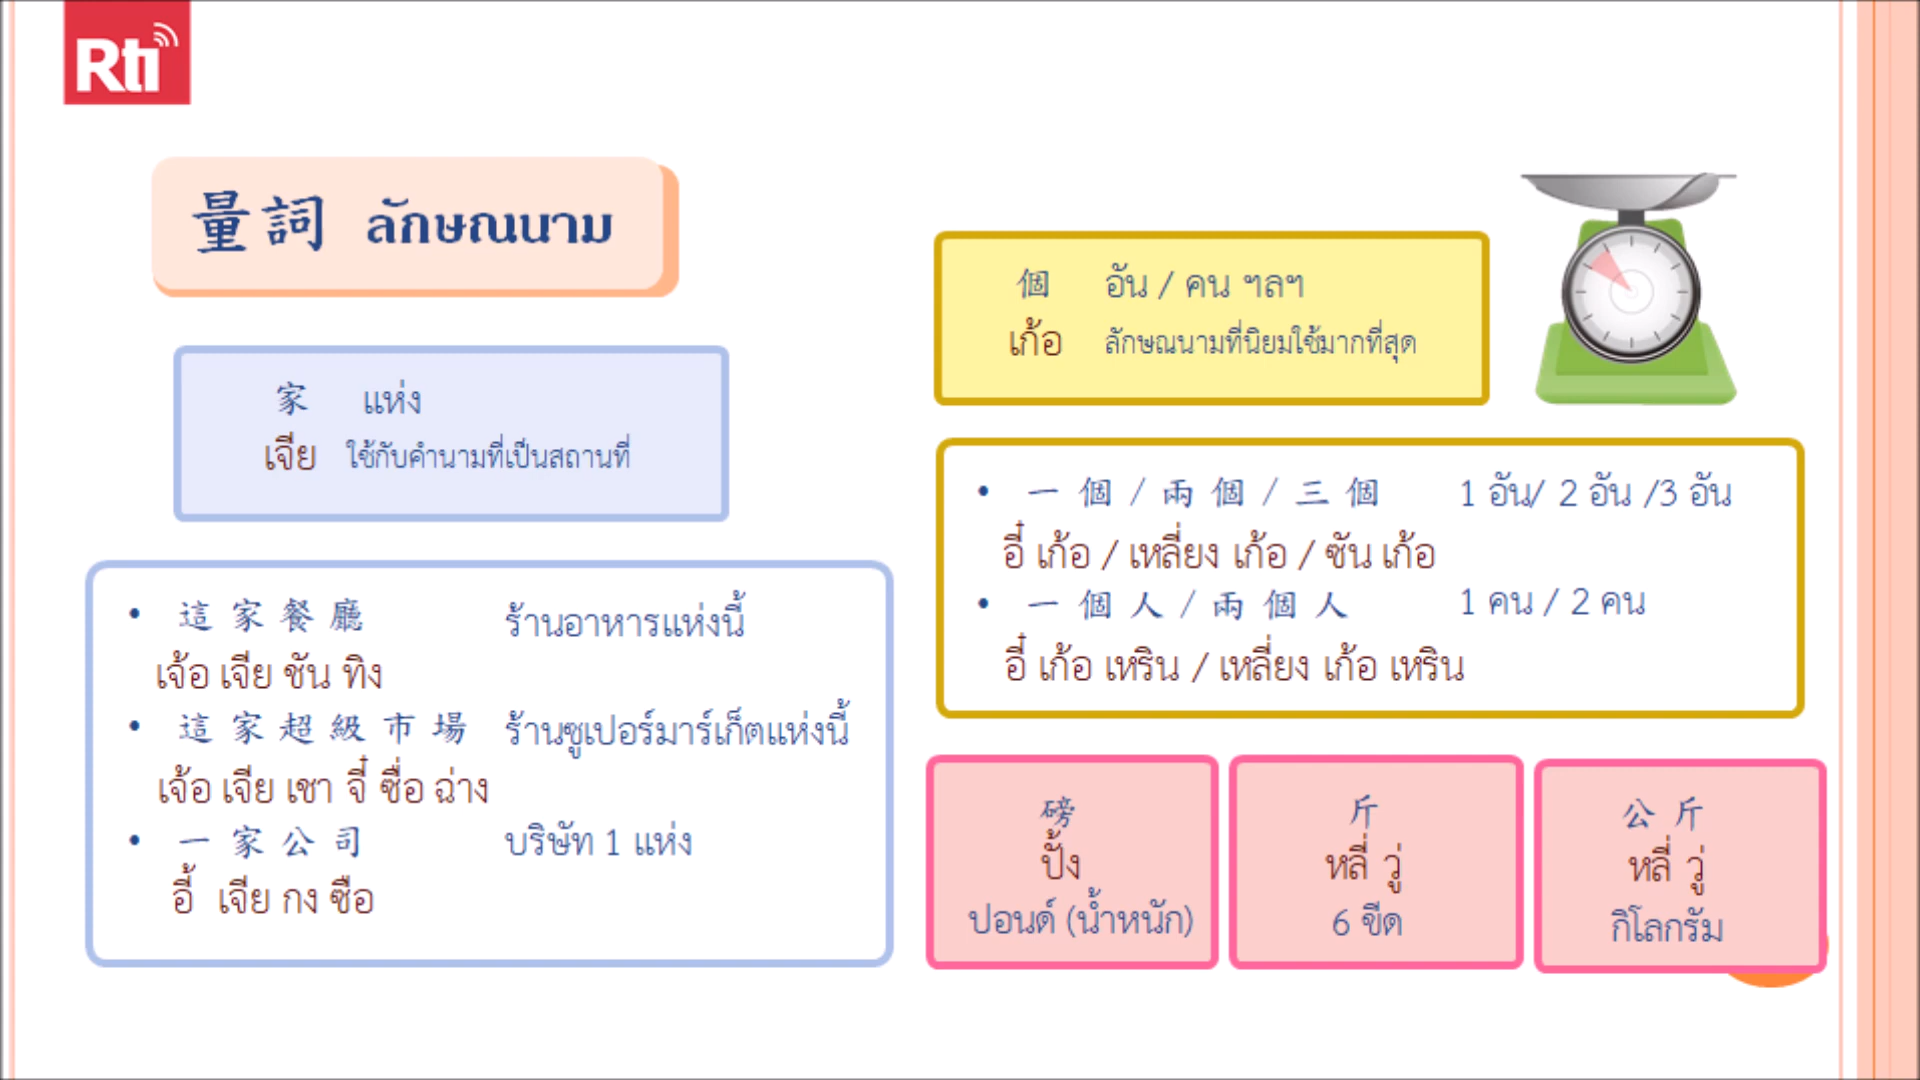 Rti
量詞 ลักษณนาม
家 แห่ง
เจีย ใช้กับคำนามที่เป็นสถานที่
• 這家餐廳 ร้านอาหารแห่งนี้
เจ้อ เจีย ชัน ทิง
• 這家超級市場 ร้านซูเปอร์มาร์เก็ตแห่งนี้
เจ้อ เจีย เชา จี๋ ซื่อ ฉ่าง
• 一家公司 บริษัท 1 แห่ง
อี้ เจีย กง ซือ
個 อัน / คน ฯลฯ
เก้อ ลักษณนามที่นิยมใช้มากที่สุด
• 一個/兩個/三個 1 อัน/ 2 อัน /3 อัน
อี๋ เก้อ / เหลี่ยง เก้อ / ซัน เก้อ
• 一個人/兩個人 1 คน / 2 คน
อี๋ เก้อ เหริน / เหลี่ยง เก้อ เหริน
磅
ปั้ง
ปอนด์ (น้ำหนัก)
斤
หลี่ วู่
6 ขีด
公斤
หลี่ วู่
กิโลกรัม